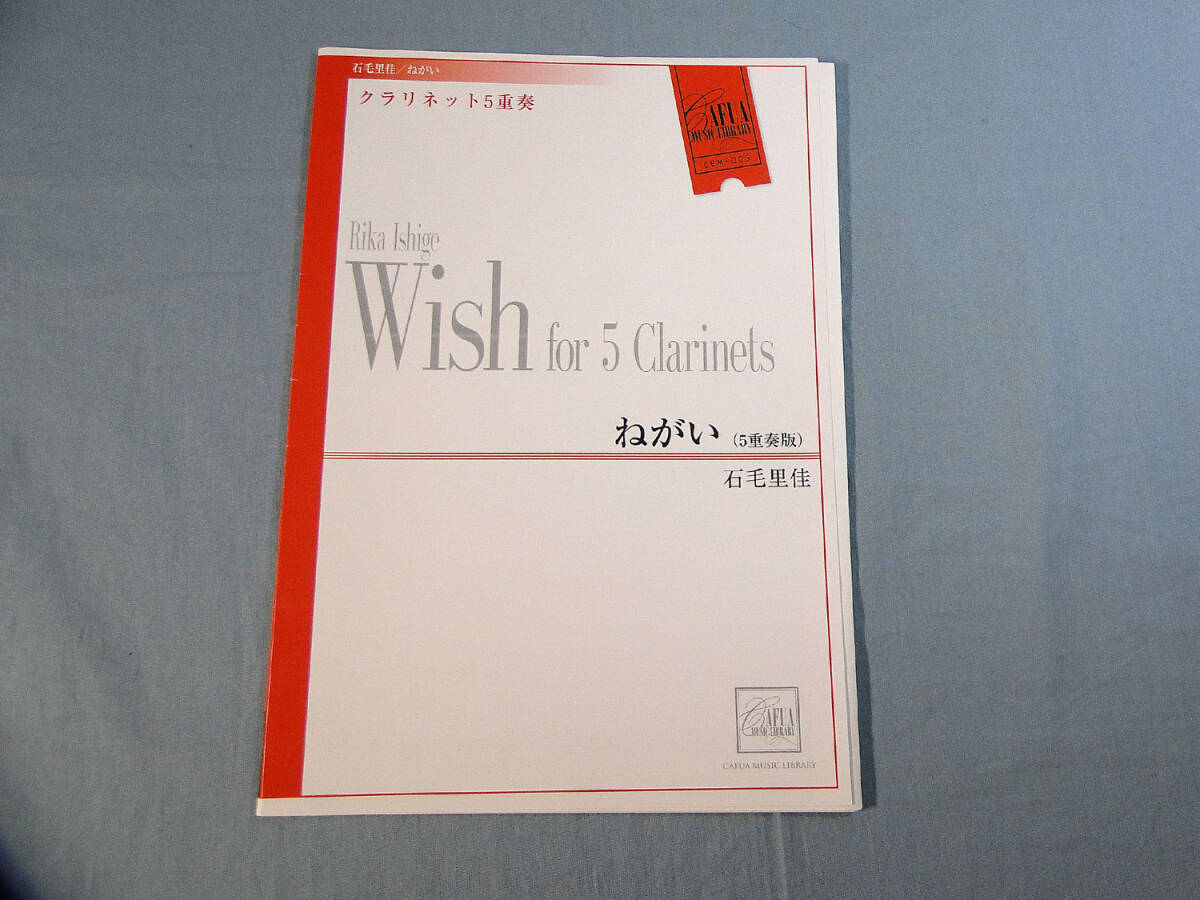 石毛里佳／ねがい
クラリネット5重奏
CAFUA
MUSIC LIBRARY
CEM-005
Rika Ishige
Wish for 5 Clarinets
ねがい（5重奏版）
石毛里佳
CAFUA
MUSIC LIBRARY
CAFUA MUSIC LIBRARY